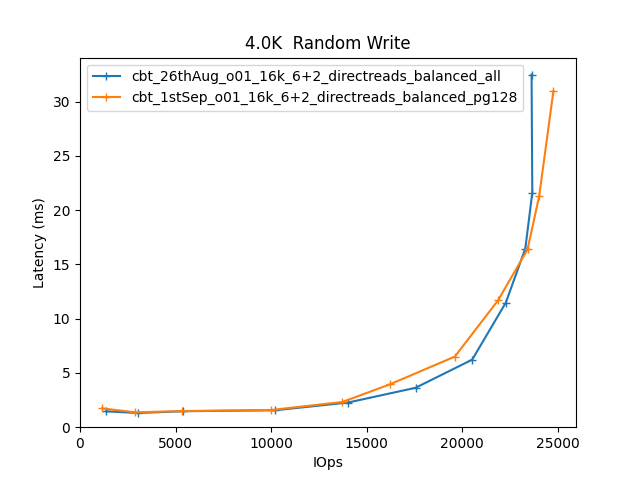 4.0K  Random Write
cbt_26thAug_o01_16k_6+2_directreads_balanced_all
cbt_1stSep_o01_16k_6+2_directreads_balanced_pg128
Latency (ms)
30
25
20
15
10
5
0
0 5000 10000 15000 20000 25000
IOps